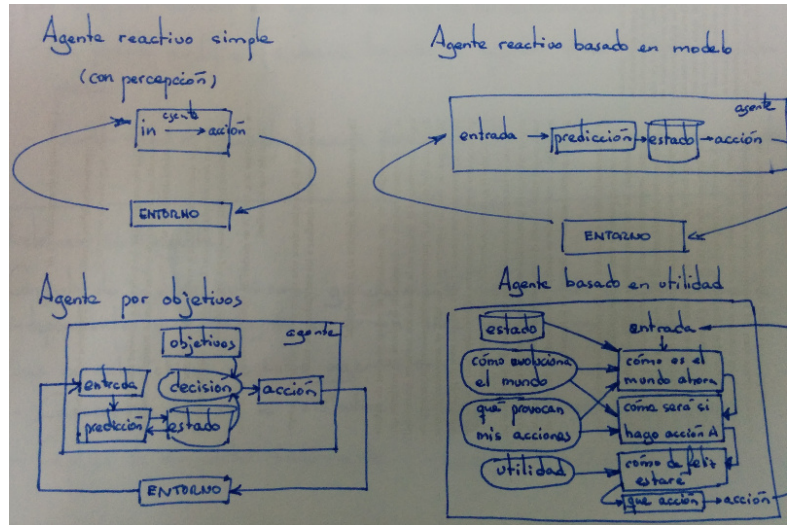 Agente reactivo simple
(con percepción)
agente
in → acción
ENTORNO
Agente reactivo basado en modelo
agente
entrada → predicción → estado → acción
ENTORNO
Agente por objetivos
agente
objetivos
entrada
decisión
acción
predicción
estado
ENTORNO
Agente basado en utilidad
estado
entrada
cómo evoluciona
el mundo
cómo es el
mundo ahora
qué provocan
mis acciones
cómo será si
hago acción A
utilidad
cómo de feliz
estaré
que acción → acción